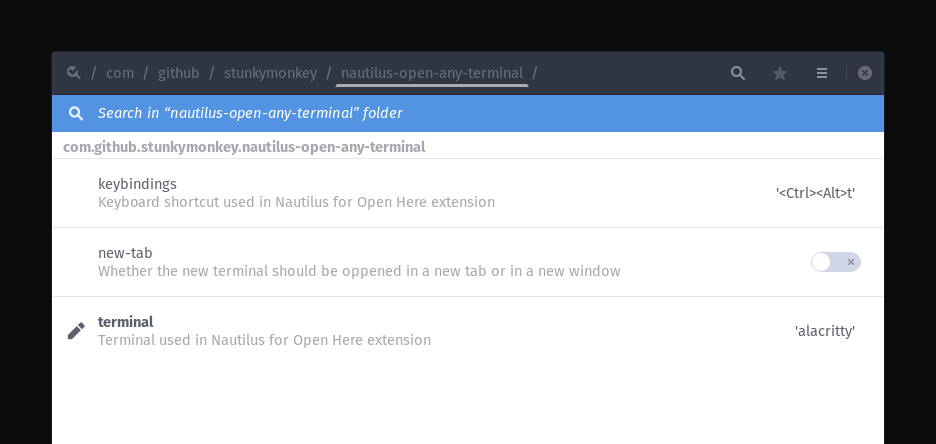 / com / github / stunkymonkey / nautilus-open-any-terminal /
Search in “nautilus-open-any-terminal” folder
com.github.stunkymonkey.nautilus-open-any-terminal
keybindings
Keyboard shortcut used in Nautilus for Open Here extension
'<Ctrl><Alt>t'
new-tab
Whether the new terminal should be oppened in a new tab or in a new window
terminal
Terminal used in Nautilus for Open Here extension
'alacritty'